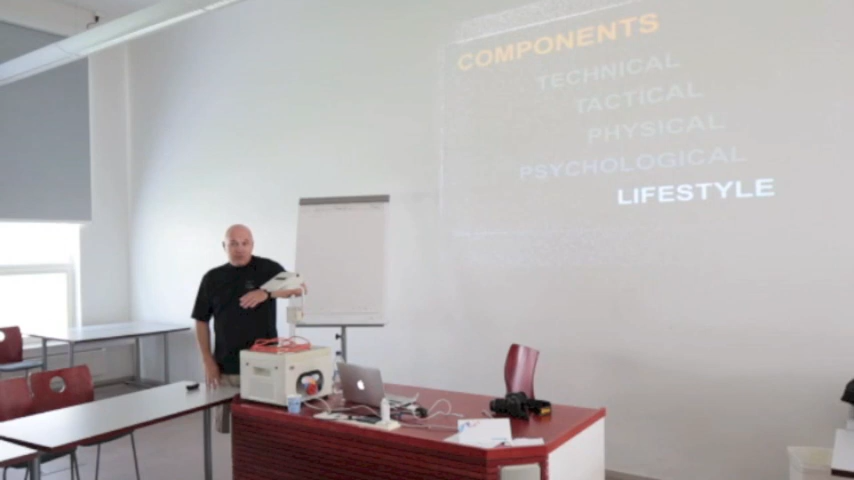 COMPONENTS
TECHNICAL
TACTICAL
PHYSICAL
PSYCHOLOGICAL
LIFESTYLE